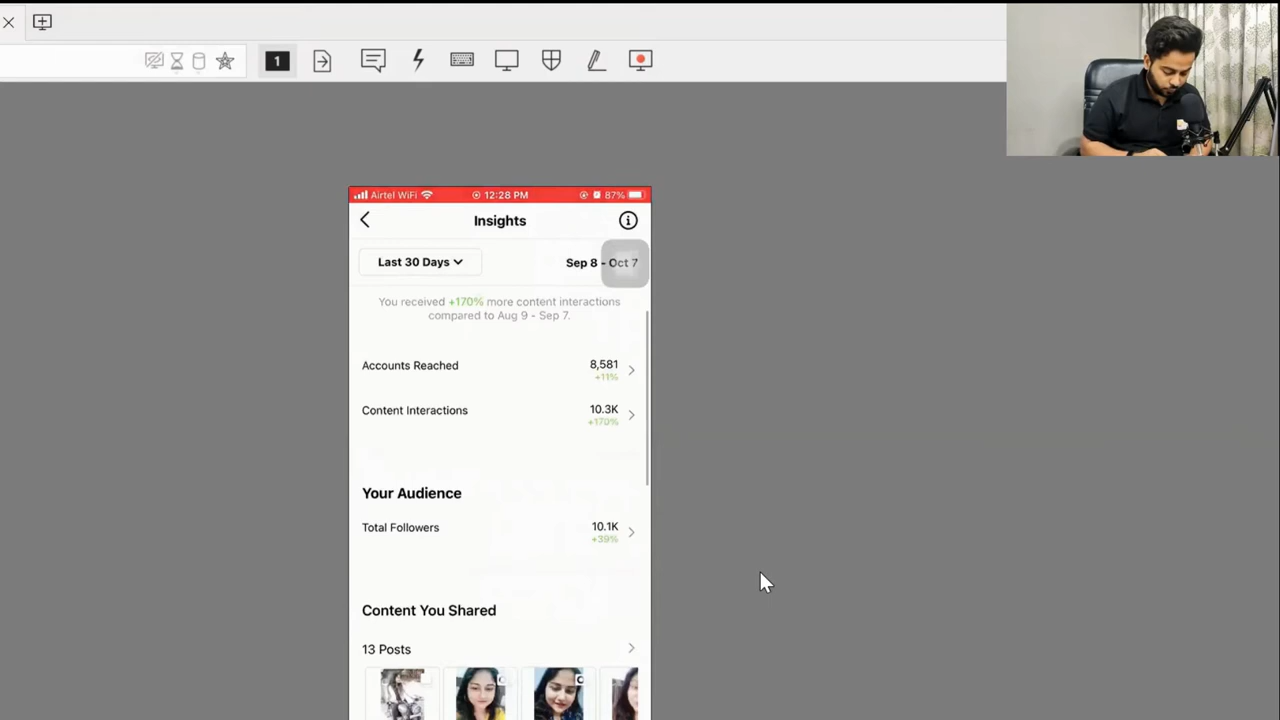 1
Airtel WiFi 12:28 PM 87%
Insights
Last 30 Days Sep 8 - Oct 7
You received +170% more content interactions
compared to Aug 9 - Sep 7.
Accounts Reached 8,581
+11%
Content Interactions 10.3K
+170%
Your Audience
Total Followers 10.1K
+39%
Content You Shared
13 Posts